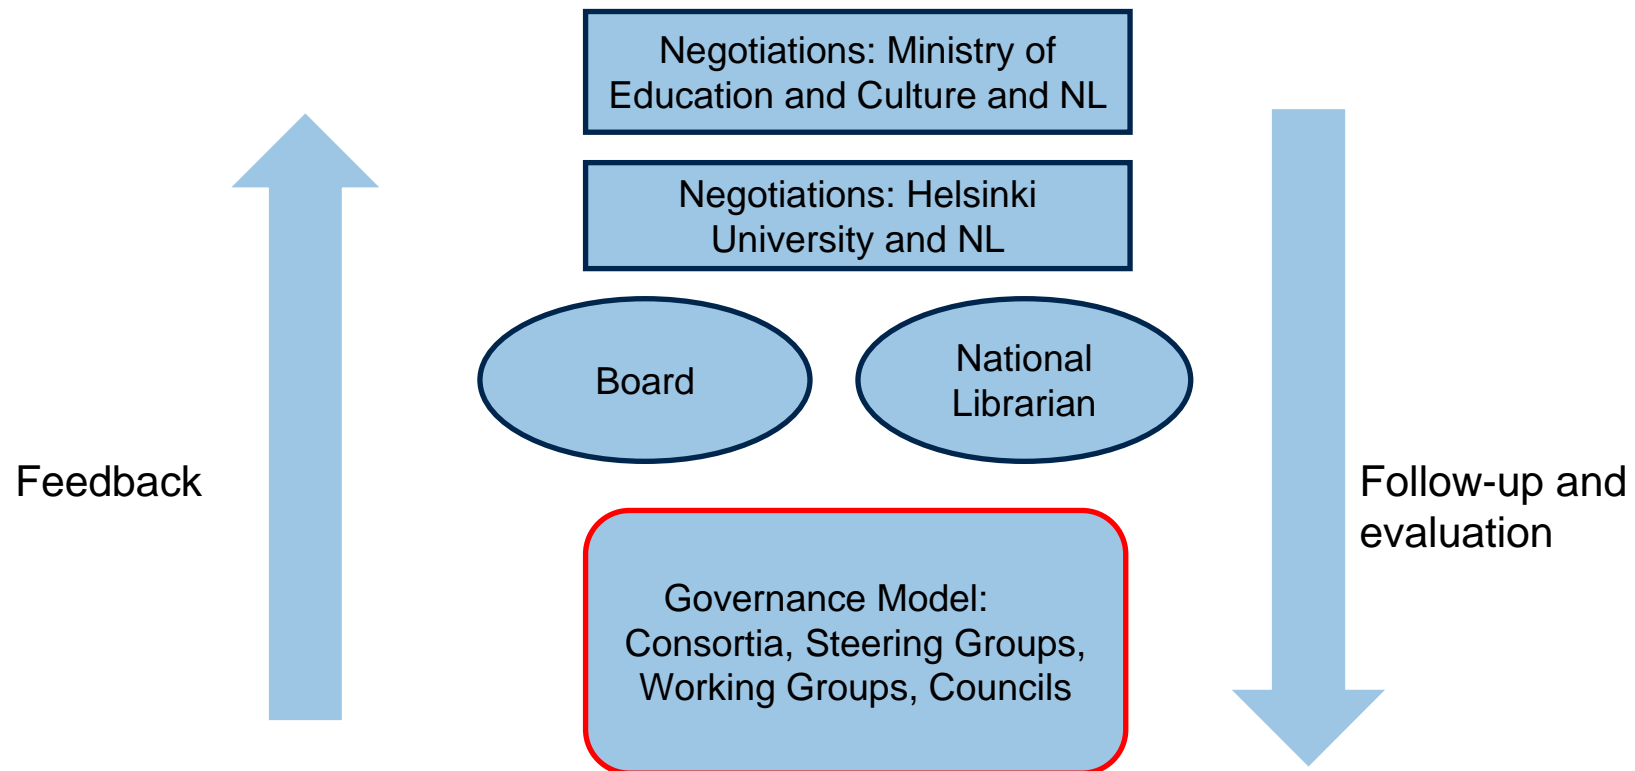 Negotiations: Ministry of
Education and Culture and NL
Negotiations: Helsinki
University and NL
Board
National
Librarian
Feedback
Follow-up and
evaluation
Governance Model:
Consortia, Steering Groups,
Working Groups, Councils